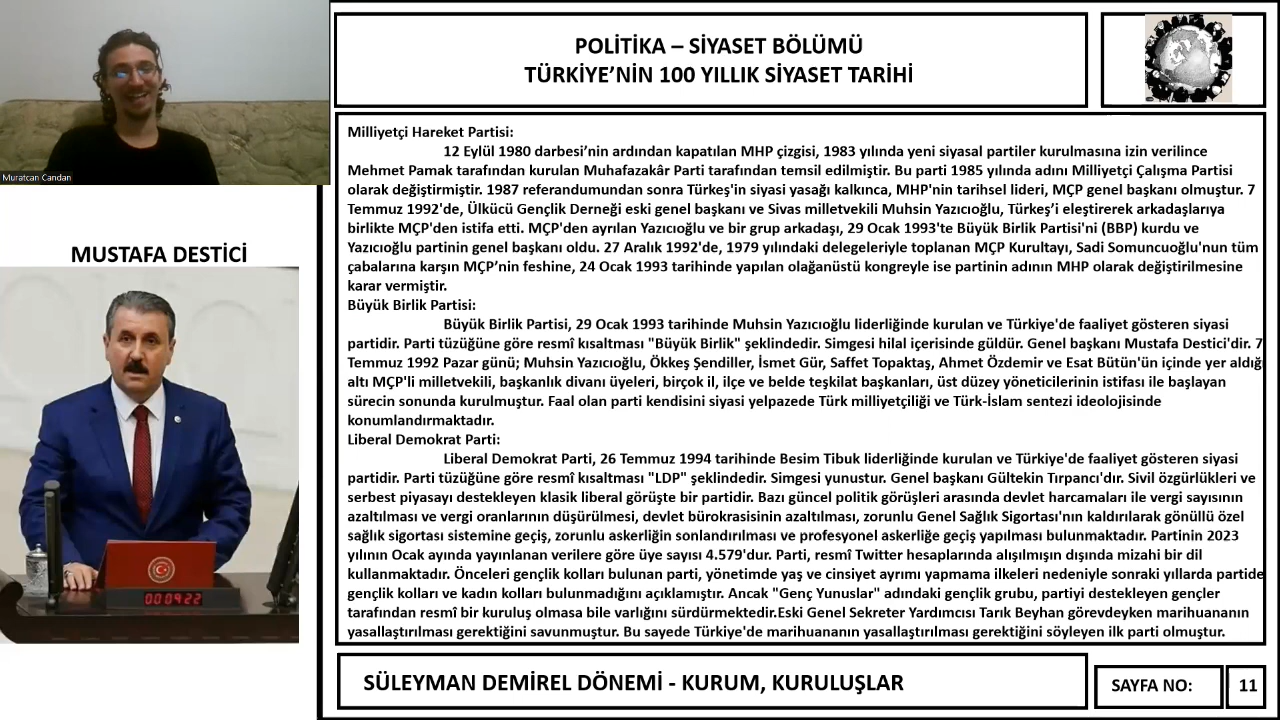 Muratcan Candan
MUSTAFA DESTİCİ
000422
POLİTİKA – SİYASET BÖLÜMÜ
TÜRKİYE’NİN 100 YILLIK SİYASET TARİHİ
Milliyetçi Hareket Partisi:
12 Eylül 1980 darbesi’nin ardından kapatılan MHP çizgisi, 1983 yılında yeni siyasal partiler kurulmasına izin verilince
Mehmet Pamak tarafından kurulan Muhafazakâr Parti tarafından temsil edilmiştir. Bu parti 1985 yılında adını Milliyetçi Çalışma Partisi
olarak değiştirmiştir. 1987 referandumundan sonra Türkeş'in siyasi yasağı kalkınca, MHP'nin tarihsel lideri, MÇP genel başkanı olmuştur. 7
Temmuz 1992'de, Ülkücü Gençlik Derneği eski genel başkanı ve Sivas milletvekili Muhsin Yazıcıoğlu, Türkeş’i eleştirerek arkadaşlarıya
birlikte MÇP'den istifa etti. MÇP'den ayrılan Yazıcıoğlu ve bir grup arkadaşı, 29 Ocak 1993'te Büyük Birlik Partisi'ni (BBP) kurdu ve
Yazıcıoğlu partinin genel başkanı oldu. 27 Aralık 1992'de, 1979 yılındaki delegeleriyle toplanan MÇP Kurultayı, Sadi Somuncuoğlu'nun tüm
çabalarına karşın MÇP’nin feshine, 24 Ocak 1993 tarihinde yapılan olağanüstü kongreyle ise partinin adının MHP olarak değiştirilmesine
karar vermiştir.
Büyük Birlik Partisi:
Büyük Birlik Partisi, 29 Ocak 1993 tarihinde Muhsin Yazıcıoğlu liderliğinde kurulan ve Türkiye'de faaliyet gösteren siyasi
partidir. Parti tüzüğüne göre resmî kısaltması "Büyük Birlik" şeklindedir. Simgesi hilal içerisinde güldür. Genel başkanı Mustafa Destici'dir. 7
Temmuz 1992 Pazar günü; Muhsin Yazıcıoğlu, Ökkeş Şendiller, İsmet Gür, Saffet Topaktaş, Ahmet Özdemir ve Esat Bütün'ün içinde yer aldığı
altı MÇP'li milletvekili, başkanlık divanı üyeleri, birçok il, ilçe ve belde teşkilat başkanları, üst düzey yöneticilerinin istifası ile başlayan
sürecin sonunda kurulmuştur. Faal olan parti kendisini siyasi yelpazede Türk milliyetçiliği ve Türk-İslam sentezi ideolojisinde
konumlandırmaktadır.
Liberal Demokrat Parti:
Liberal Demokrat Parti, 26 Temmuz 1994 tarihinde Besim Tibuk liderliğinde kurulan ve Türkiye'de faaliyet gösteren siyasi
partidir. Parti tüzüğüne göre resmî kısaltması "LDP" şeklindedir. Simgesi yunustur. Genel başkanı Gültekin Tırpancı'dır. Sivil özgürlükleri ve
serbest piyasayı destekleyen klasik liberal görüşte bir partidir. Bazı güncel politik görüşleri arasında devlet harcamaları ile vergi sayısının
azaltılması ve vergi oranlarının düşürülmesi, devlet bürokrasisinin azaltılması, zorunlu Genel Sağlık Sigortası'nın kaldırılarak gönüllü özel
sağlık sigortası sistemine geçiş, zorunlu askerliğin sonlandırılması ve profesyonel askerliğe geçiş yapılması bulunmaktadır. Partinin 2023
yılının Ocak ayında yayınlanan verilere göre üye sayısı 4.579'dur. Parti, resmî Twitter hesaplarında alışılmışın dışında mizahi bir dil
kullanmaktadır. Önceleri gençlik kolları bulunan parti, yönetimde yaş ve cinsiyet ayrımı yapmama ilkeleri nedeniyle sonraki yıllarda partide
gençlik kolları ve kadın kolları bulunmadığını açıklamıştır. Ancak "Genç Yunuslar" adındaki gençlik grubu, partiyi destekleyen gençler
tarafından resmî bir kuruluş olmasa bile varlığını sürdürmektedir.Eski Genel Sekreter Yardımcısı Tarık Beyhan görevdeyken marihuananın
yasallaştırılması gerektiğini savunmuştur. Bu sayede Türkiye'de marihuananın yasallaştırılması gerektiğini söyleyen ilk parti olmuştur.
SÜLEYMAN DEMİREL DÖNEMİ - KURUM, KURULUŞLAR
SAYFA NO:
11